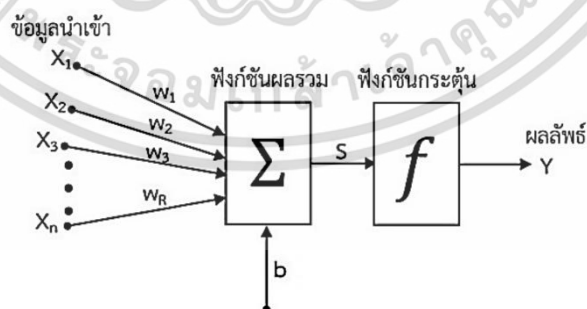 ข้อมูลนำเข้า
X1
X2
X3
Xn
w1
w2
w3
wR
ฟังก์ชันผลรวม
Σ
b
S
ฟังก์ชันกระตุ้น
f
ผลลัพธ์
Y